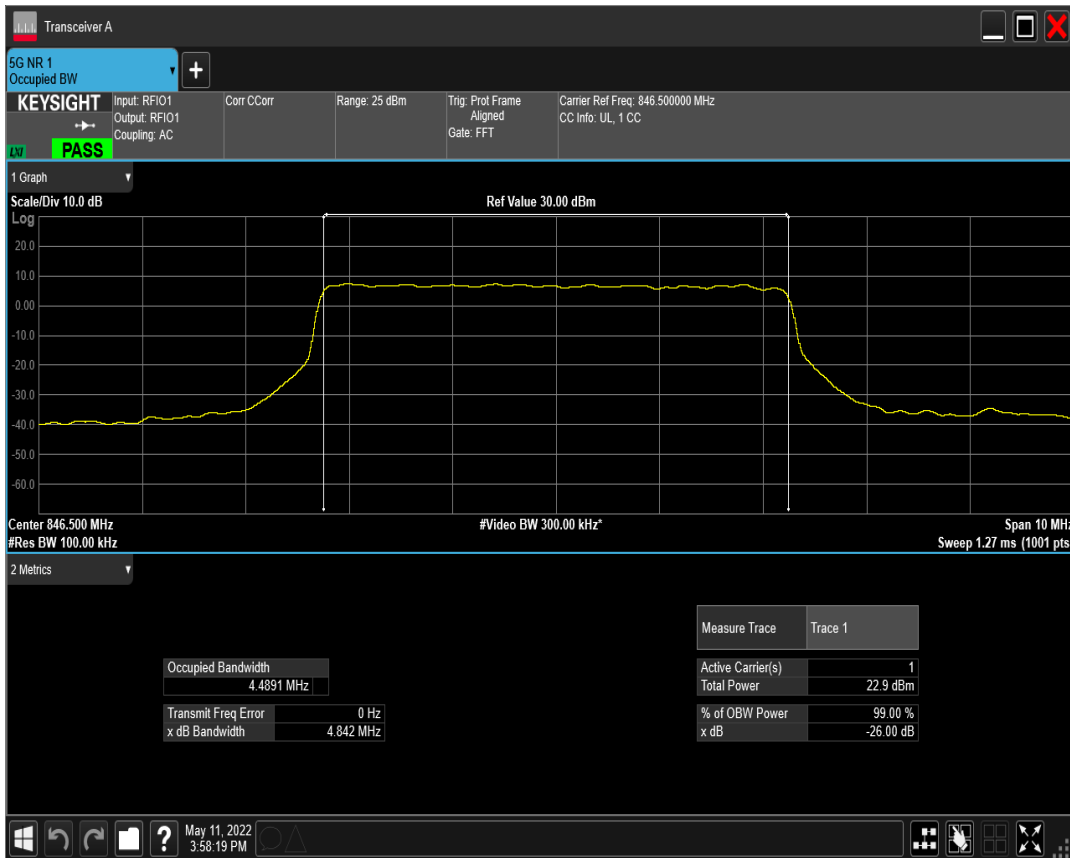 Transceiver A
5G NR 1
Occupied BW
+
KEYSIGHT
LXI
PASS
Input: RFIO1
Output: RFIO1
Coupling: AC
Corr CCorr
Range: 25 dBm
Trig: Prot Frame
Aligned
Gate: FFT
Carrier Ref Freq: 846.500000 MHz
CC Info: UL, 1 CC
1 Graph
Scale/Div 10.0 dB
Ref Value 30.00 dBm
Log
20.0
10.0
0.00
-10.0
-20.0
-30.0
-40.0
-50.0
-60.0
Center 846.500 MHz
#Video BW 300.00 kHz*
Span 10 MHz
#Res BW 100.00 kHz
Sweep 1.27 ms (1001 pts
2 Metrics
Measure Trace Trace 1
Occupied Bandwidth
4.4891 MHz
Active Carrier(s) 1
Total Power 22.9 dBm
Transmit Freq Error 0 Hz
x dB Bandwidth 4.842 MHz
% of OBW Power 99.00 %
x dB -26.00 dB
?
May 11, 2022
3:58:19 PM